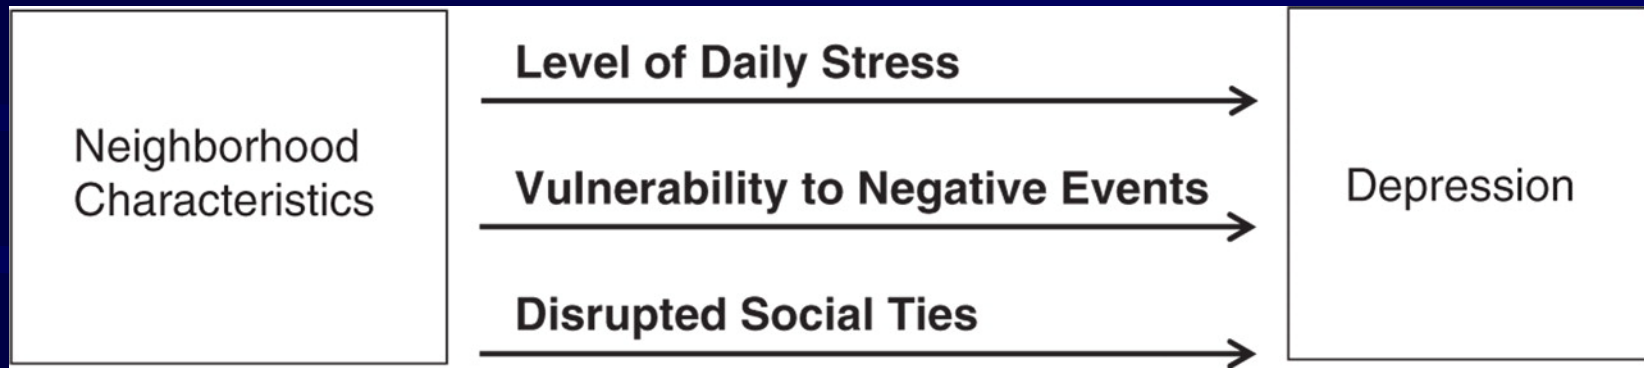 Neighborhood
Characteristics
Level of Daily Stress
Vulnerability to Negative Events
Disrupted Social Ties
Depression